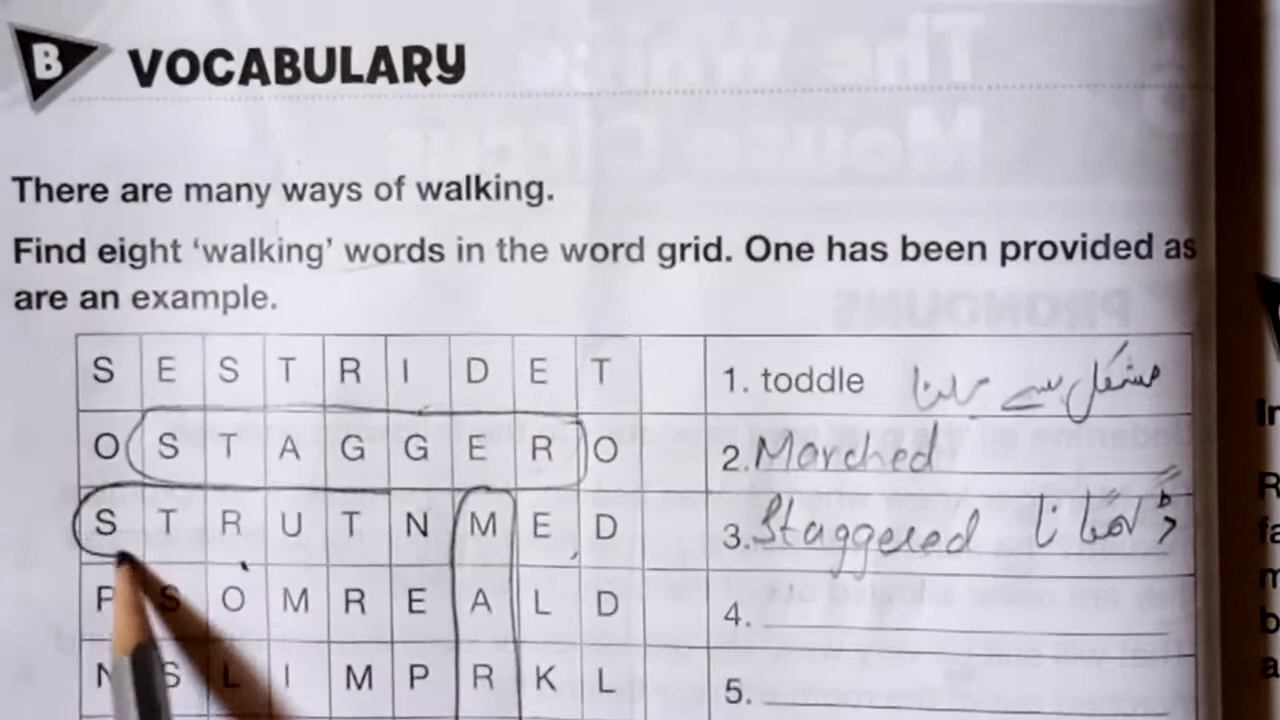 B VOCABULARY
There are many ways of walking.
Find eight ‘walking’ words in the word grid. One has been provided as
are an example.
S E S T R I D E T 1. toddle مشکل سے چلنا
O S T A G G E R O 2. Marched
S T R U T N M E D 3. Staggered ڈگمگانا
P S O M R E A L D 4.
N S L I M P R K L 5.